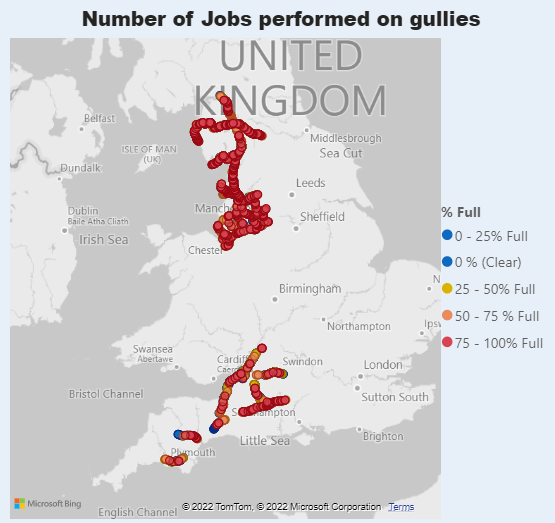 Number of Jobs performed on gullies
UNITED
KINGDOM
Belfast
ISLE OF MAN
(UK)
Middlesbrough
Sea Cut
Dundalk
Leeds
Dublin
Baile Átha Cliath
Irish Sea
Manch
Sheffield
Chester
Birmingham
Northampton
Ips
N
Swansea
Abertawe
Cardiff
Caer
Swindon
London
Bristol Channel
Sutton South
Southampton
Brighton
Little Sea
Plymouth
English Channel
Microsoft Bing
© 2022 TomTom, © 2022 Microsoft Corporation Terms
% Full
0 - 25% Full
0 % (Clear)
25 - 50% Full
50 - 75 % Full
75 - 100% Full